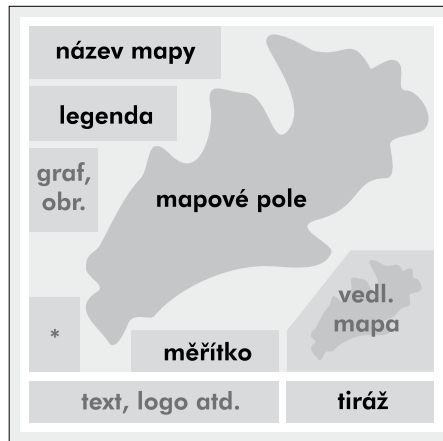 název mapy
legenda
graf,
obr.
mapové pole
vedl.
mapa
*
měřítko
text, logo atd.
tiráž